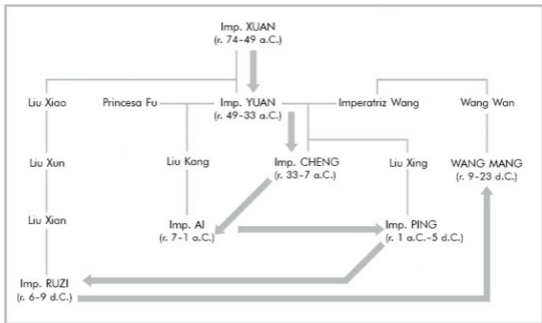 Imp. XUAN
(r. 74-49 a.C.)
Liu Xiao
Princesa Fu
Imp. YUAN
(r. 49-33 a.C.)
Imperatriz Wang
Wang Wan
Liu Xun
Liu Kang
Imp. CHENG
(r. 33-7 a.C.)
Liu Xing
WANG MANG
(r. 9-23 d.C.)
Liu Xian
Imp. AI
(r. 7-1 a.C.)
Imp. PING
(r. 1 a.C.-5 d.C.)
Imp. RUZI
(r. 6-9 d.C.)